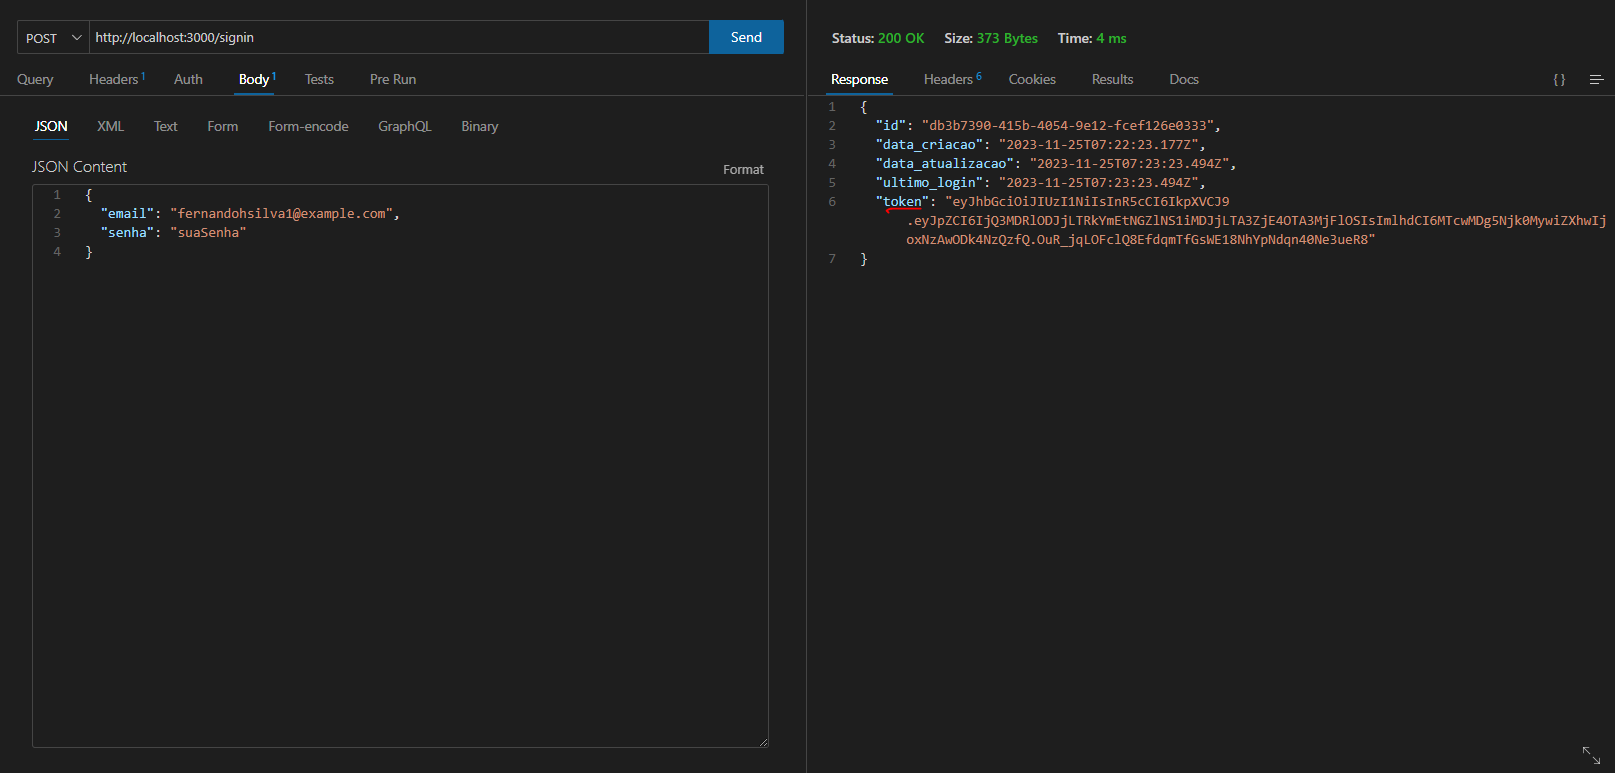 POST http://localhost:3000/signin Send
Query Headers 1 Auth Body 1 Tests Pre Run
JSON XML Text Form Form-encode GraphQL Binary
JSON Content Format
1 {
2 "email": "fernandohsilva1@example.com",
3 "senha": "suaSenha"
4 }
Status: 200 OK Size: 373 Bytes Time: 4 ms
Response Headers 6 Cookies Results Docs { }
1 {
2 "id": "db3b7390-415b-4054-9e12-fcef126e0333",
3 "data_criacao": "2023-11-25T07:22:23.177Z",
4 "data_atualizacao": "2023-11-25T07:23:23.494Z",
5 "ultimo_login": "2023-11-25T07:23:23.494Z",
6 "token": "eyJhbGciOiJIUzI1NiIsInR5cCI6IkpXVCJ9
.eyJpZCI6IjQ3MDRlODJjLTRkYmEtNGZlNS1iMDJjLTA3ZjE4OTA3MjFlOSIsImlhdCI6MTcwMDg5Njk0MywiZXhwIj
oxNzAwODk4NzQzfQ.OuR_jqLOFclQ8EfdqmTfGsWE18NhYpNdqn40Ne3ueR8"
7 }